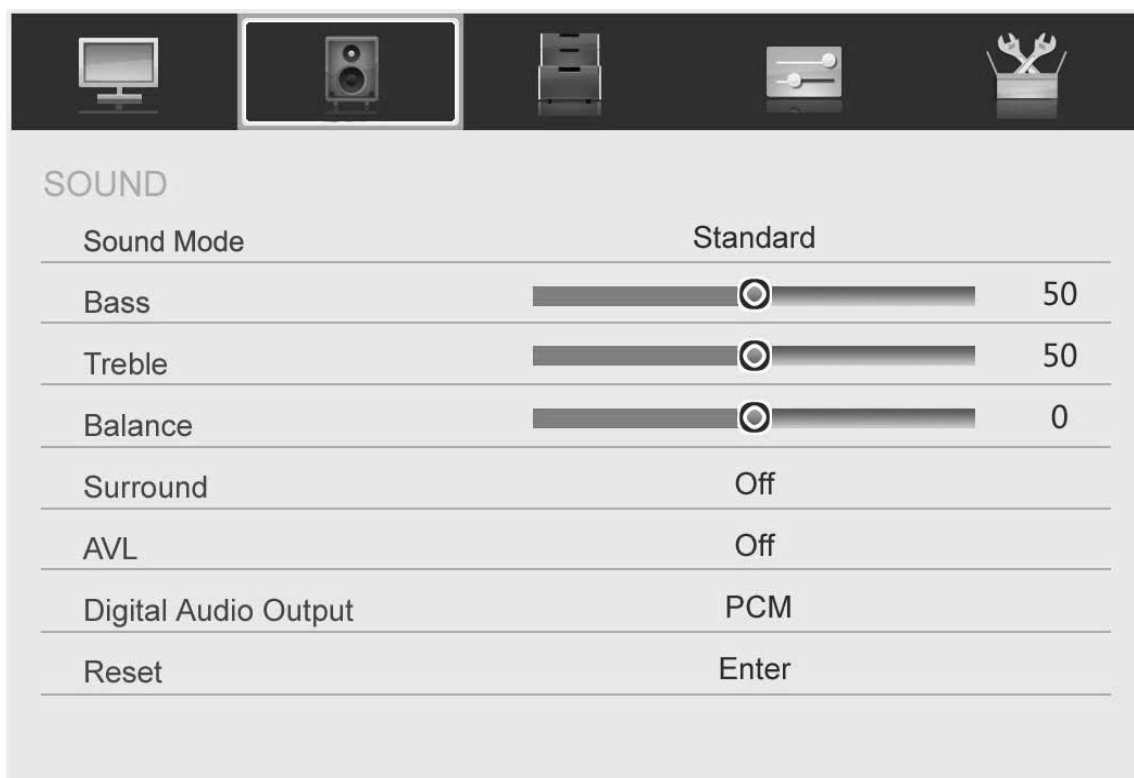 SOUND
Sound Mode Standard
Bass 50
Treble 50
Balance 0
Surround Off
AVL Off
Digital Audio Output PCM
Reset Enter